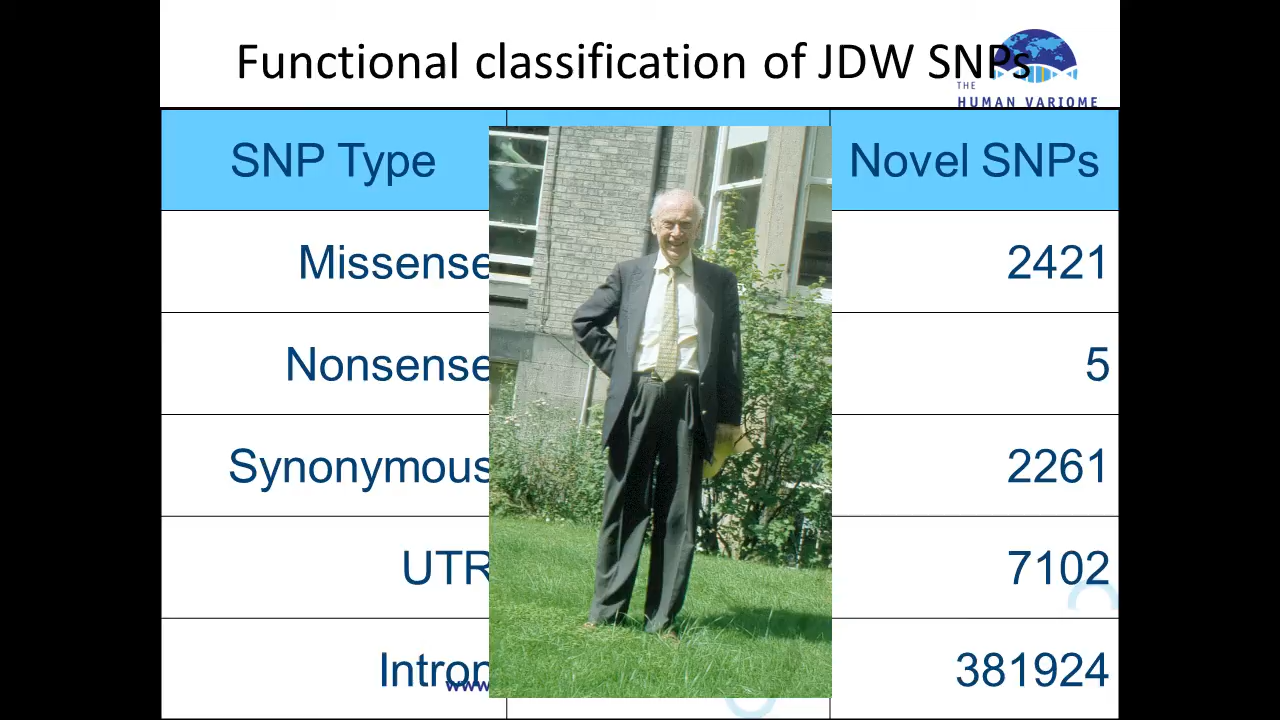 Functional classification of JDW SNPs
THE
HUMAN VARIOME
SNP Type Novel SNPs
Missense 2421
Nonsense 5
Synonymous 2261
UTR 7102
Intron 381924
www